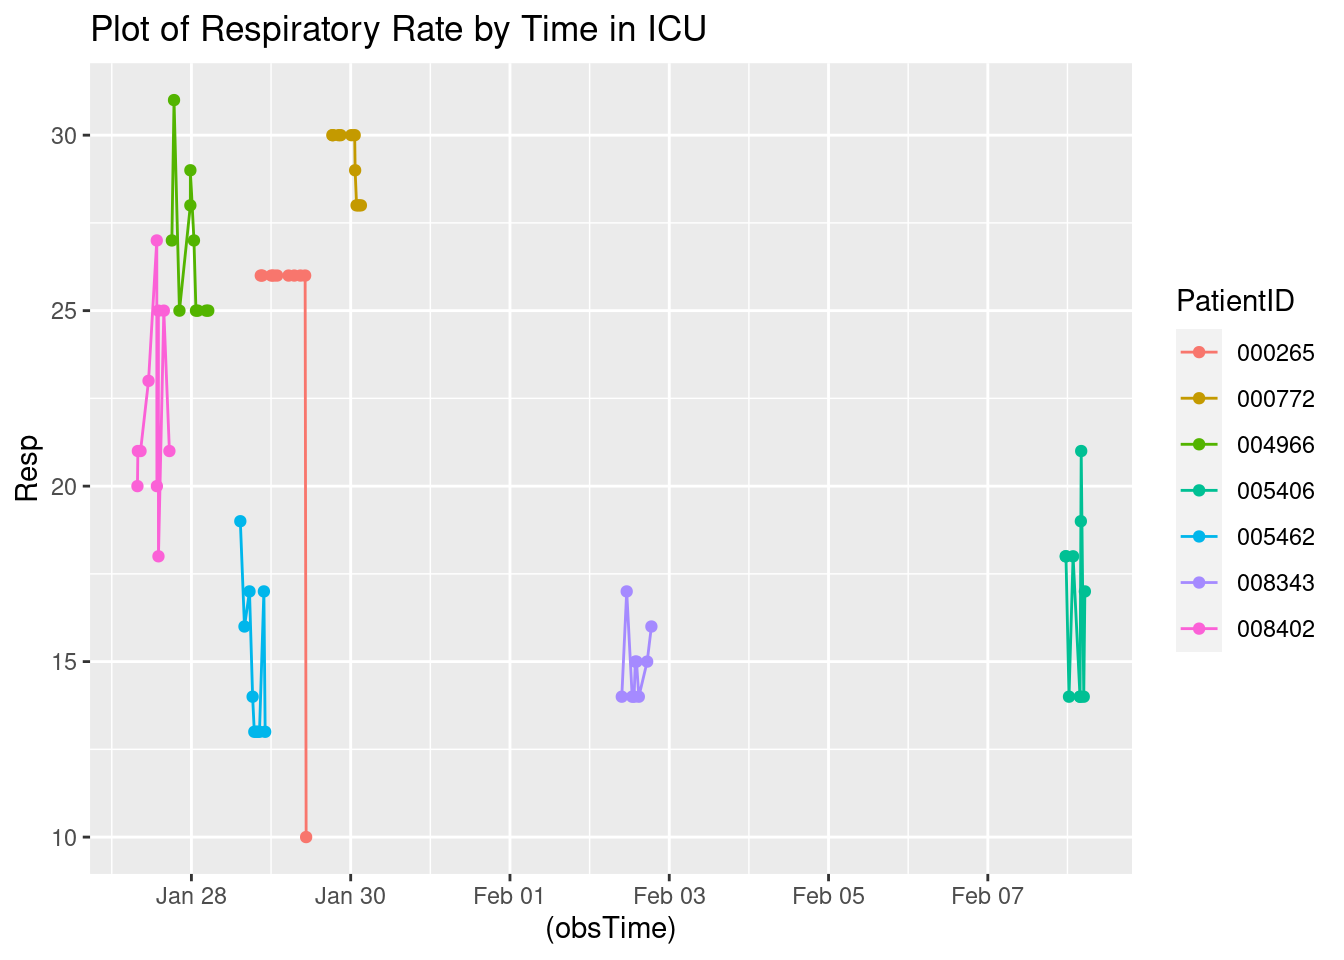 Plot of Respiratory Rate by Time in ICU
30
25
20
15
10
Resp
Jan 28 Jan 30 Feb 01 Feb 03 Feb 05 Feb 07
(obsTime)
PatientID
000265
000772
004966
005406
005462
008343
008402